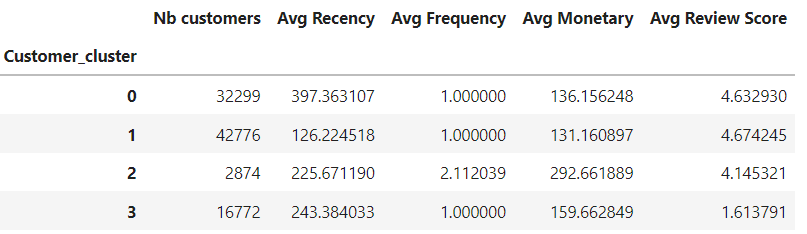 Nb customers Avg Recency Avg Frequency Avg Monetary Avg Review Score
Customer_cluster
0 32299 397.363107 1.000000 136.156248 4.632930
1 42776 126.224518 1.000000 131.160897 4.674245
2 2874 225.671190 2.112039 292.661889 4.145321
3 16772 243.384033 1.000000 159.662849 1.613791